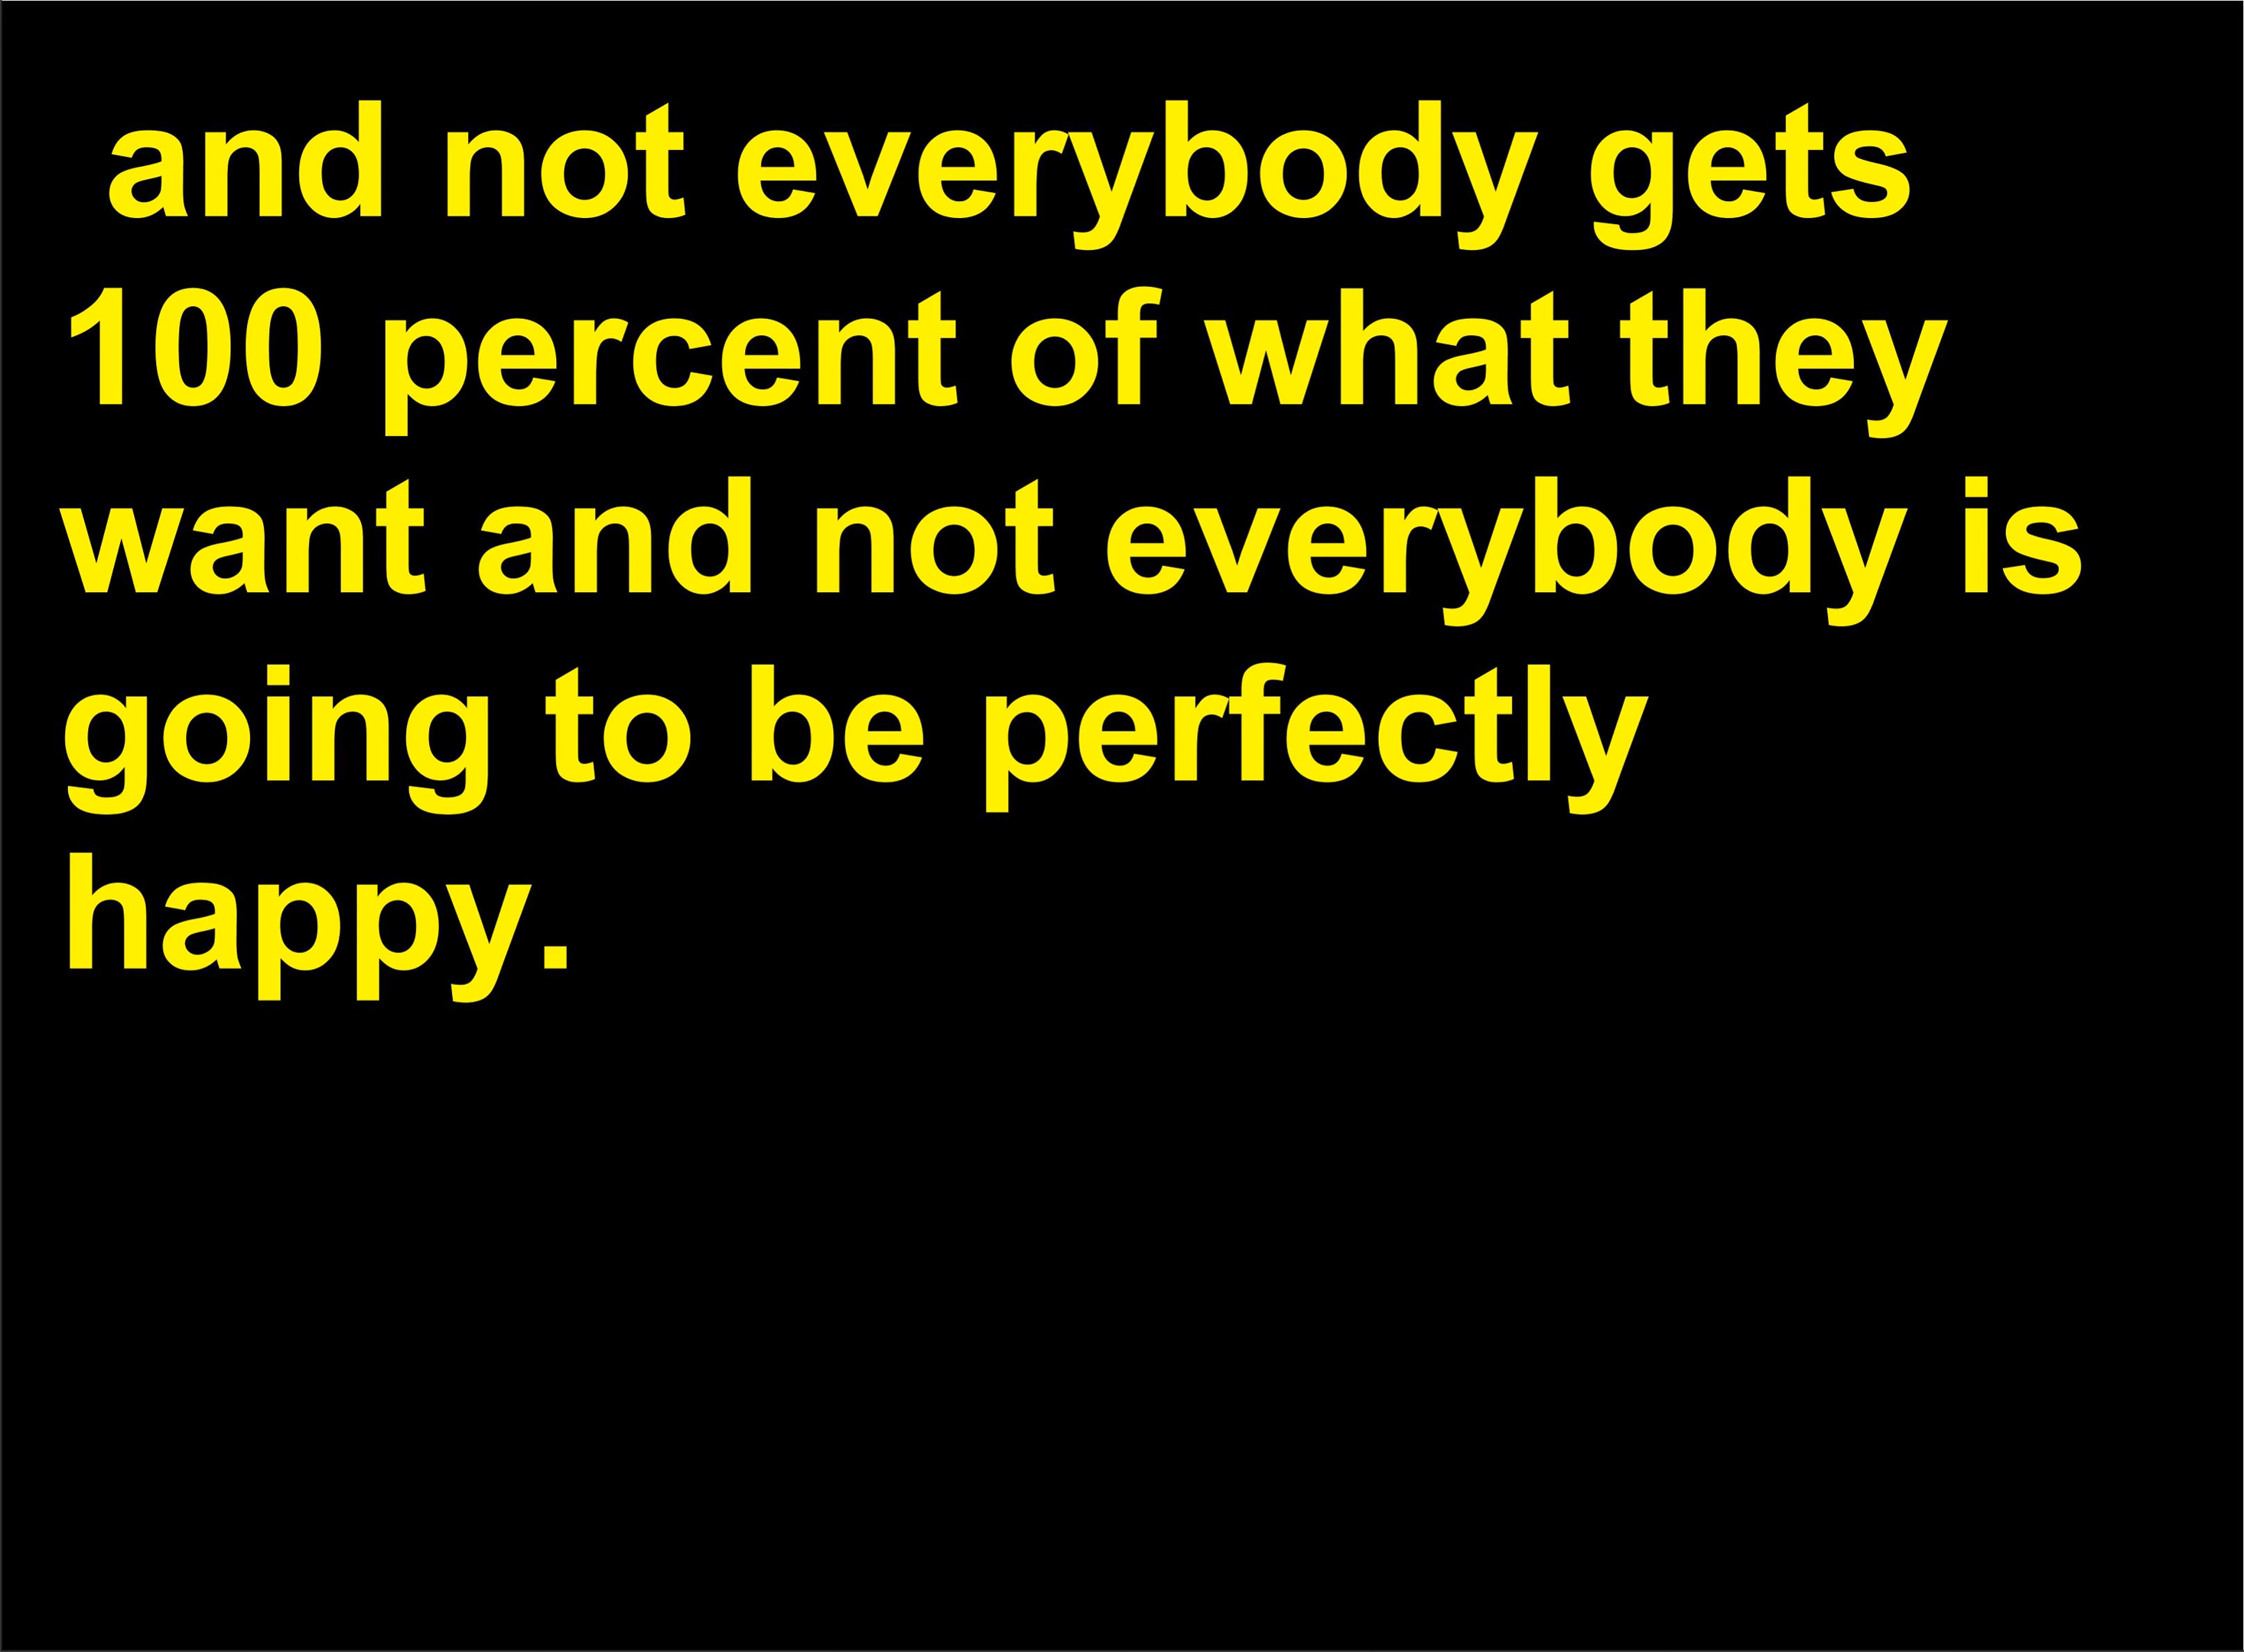 and not everybody gets
100 percent of what they
want and not everybody is
going to be perfectly
happy.